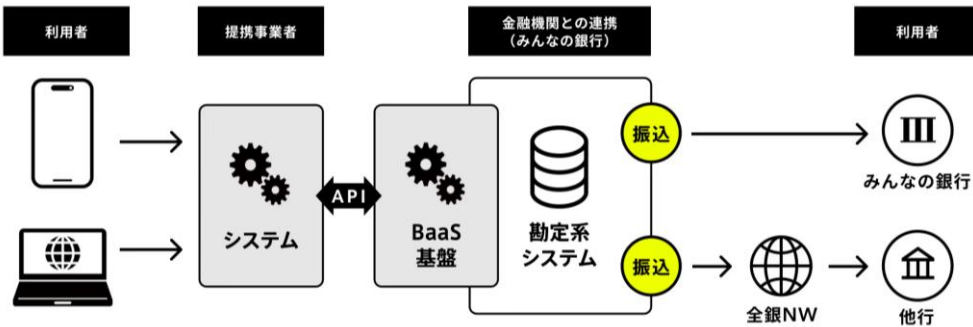 利用者
提携事業者
金融機関との連携
（みんなの銀行）
利用者
システム
API
BaaS
基盤
勘定系
システム
振込
みんなの銀行
振込
全銀NW
他行